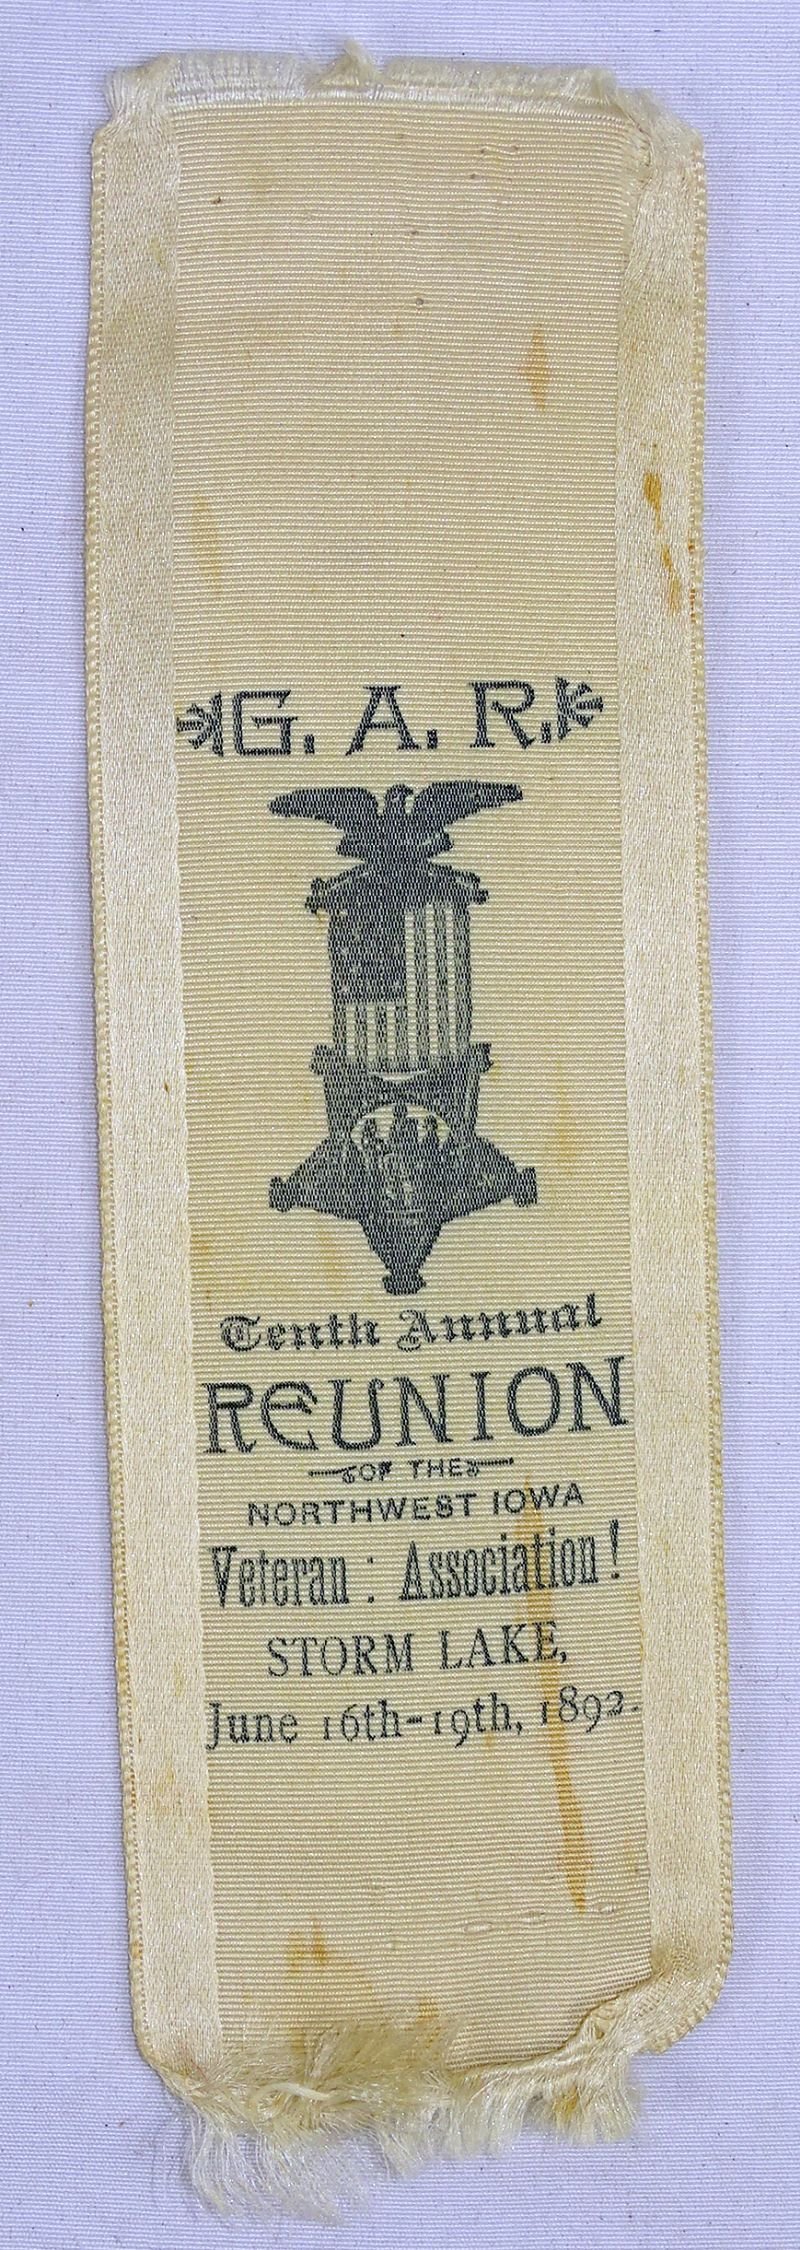 G. A. R.
Tenth Annual
REUNION
OF THE
NORTHWEST IOWA
Veteran : Association!
STORM LAKE,
June 16th-19th, 1892.